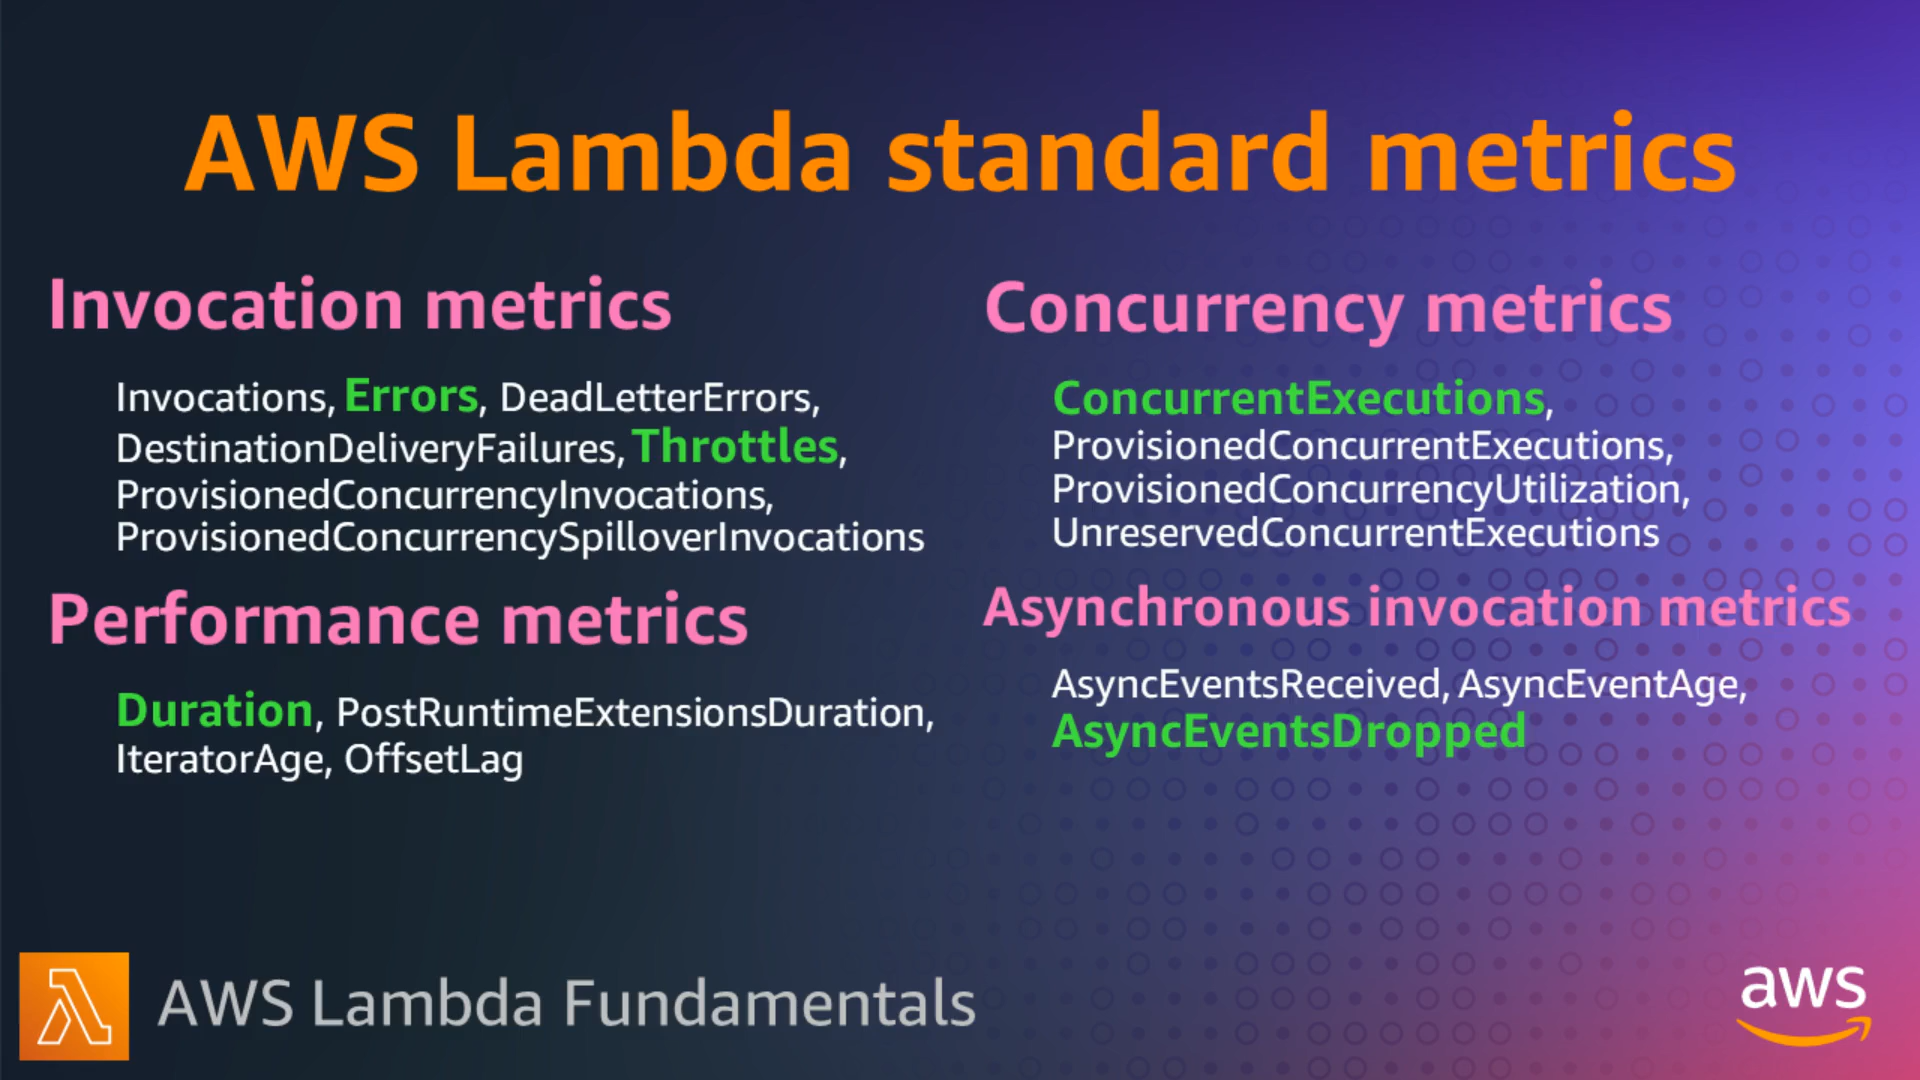 AWS Lambda standard metrics
Invocation metrics
Invocations, Errors, DeadLetterErrors,
DestinationDeliveryFailures, Throttles,
ProvisionedConcurrencyInvocations,
ProvisionedConcurrencySpilloverInvocations
Performance metrics
Duration, PostRuntimeExtensionsDuration,
IteratorAge, OffsetLag
Concurrency metrics
ConcurrentExecutions,
ProvisionedConcurrentExecutions,
ProvisionedConcurrencyUtilization,
UnreservedConcurrentExecutions
Asynchronous invocation metrics
AsyncEventsReceived, AsyncEventAge,
AsyncEventsDropped
AWS Lambda Fundamentals
aws